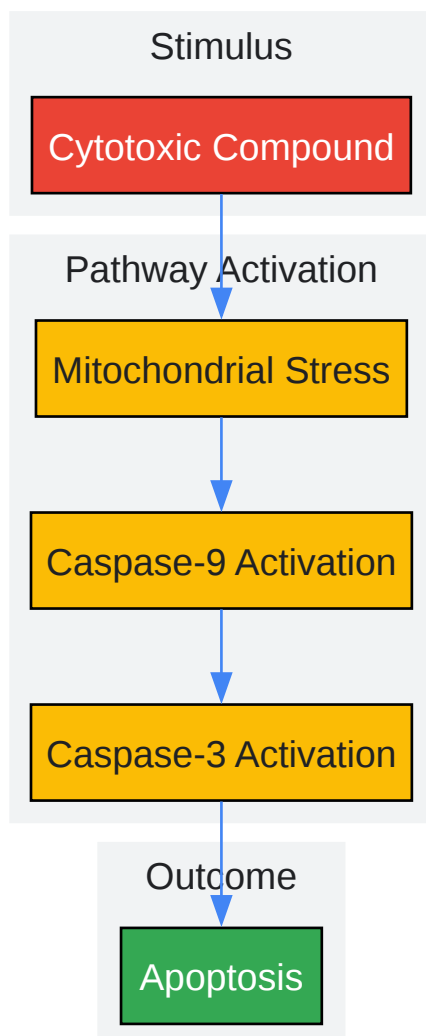 Stimulus
Cytotoxic Compound
Pathway Activation
Mitochondrial Stress
Caspase-9 Activation
Caspase-3 Activation
Outcome
Apoptosis